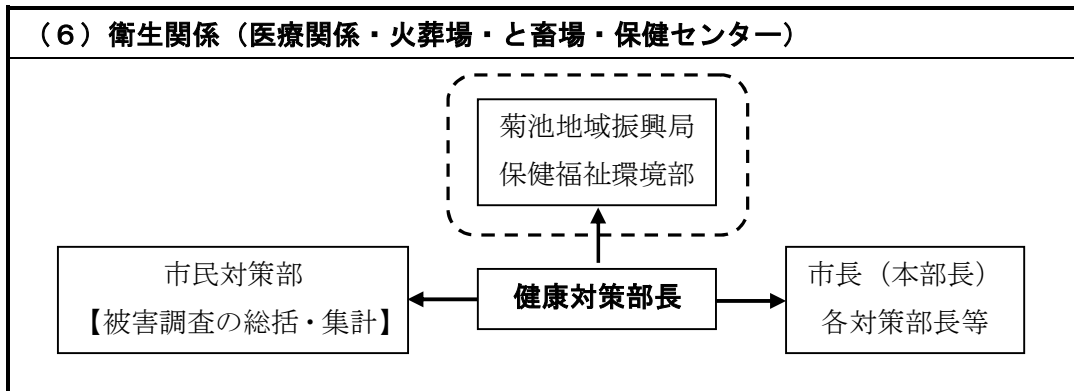 （６）衛生関係（医療関係・火葬場・と畜場・保健センター）
菊池地域振興局
保健福祉環境部
市民対策部
【被害調査の総括・集計】
健康対策部長
市長（本部長）
各対策部長等